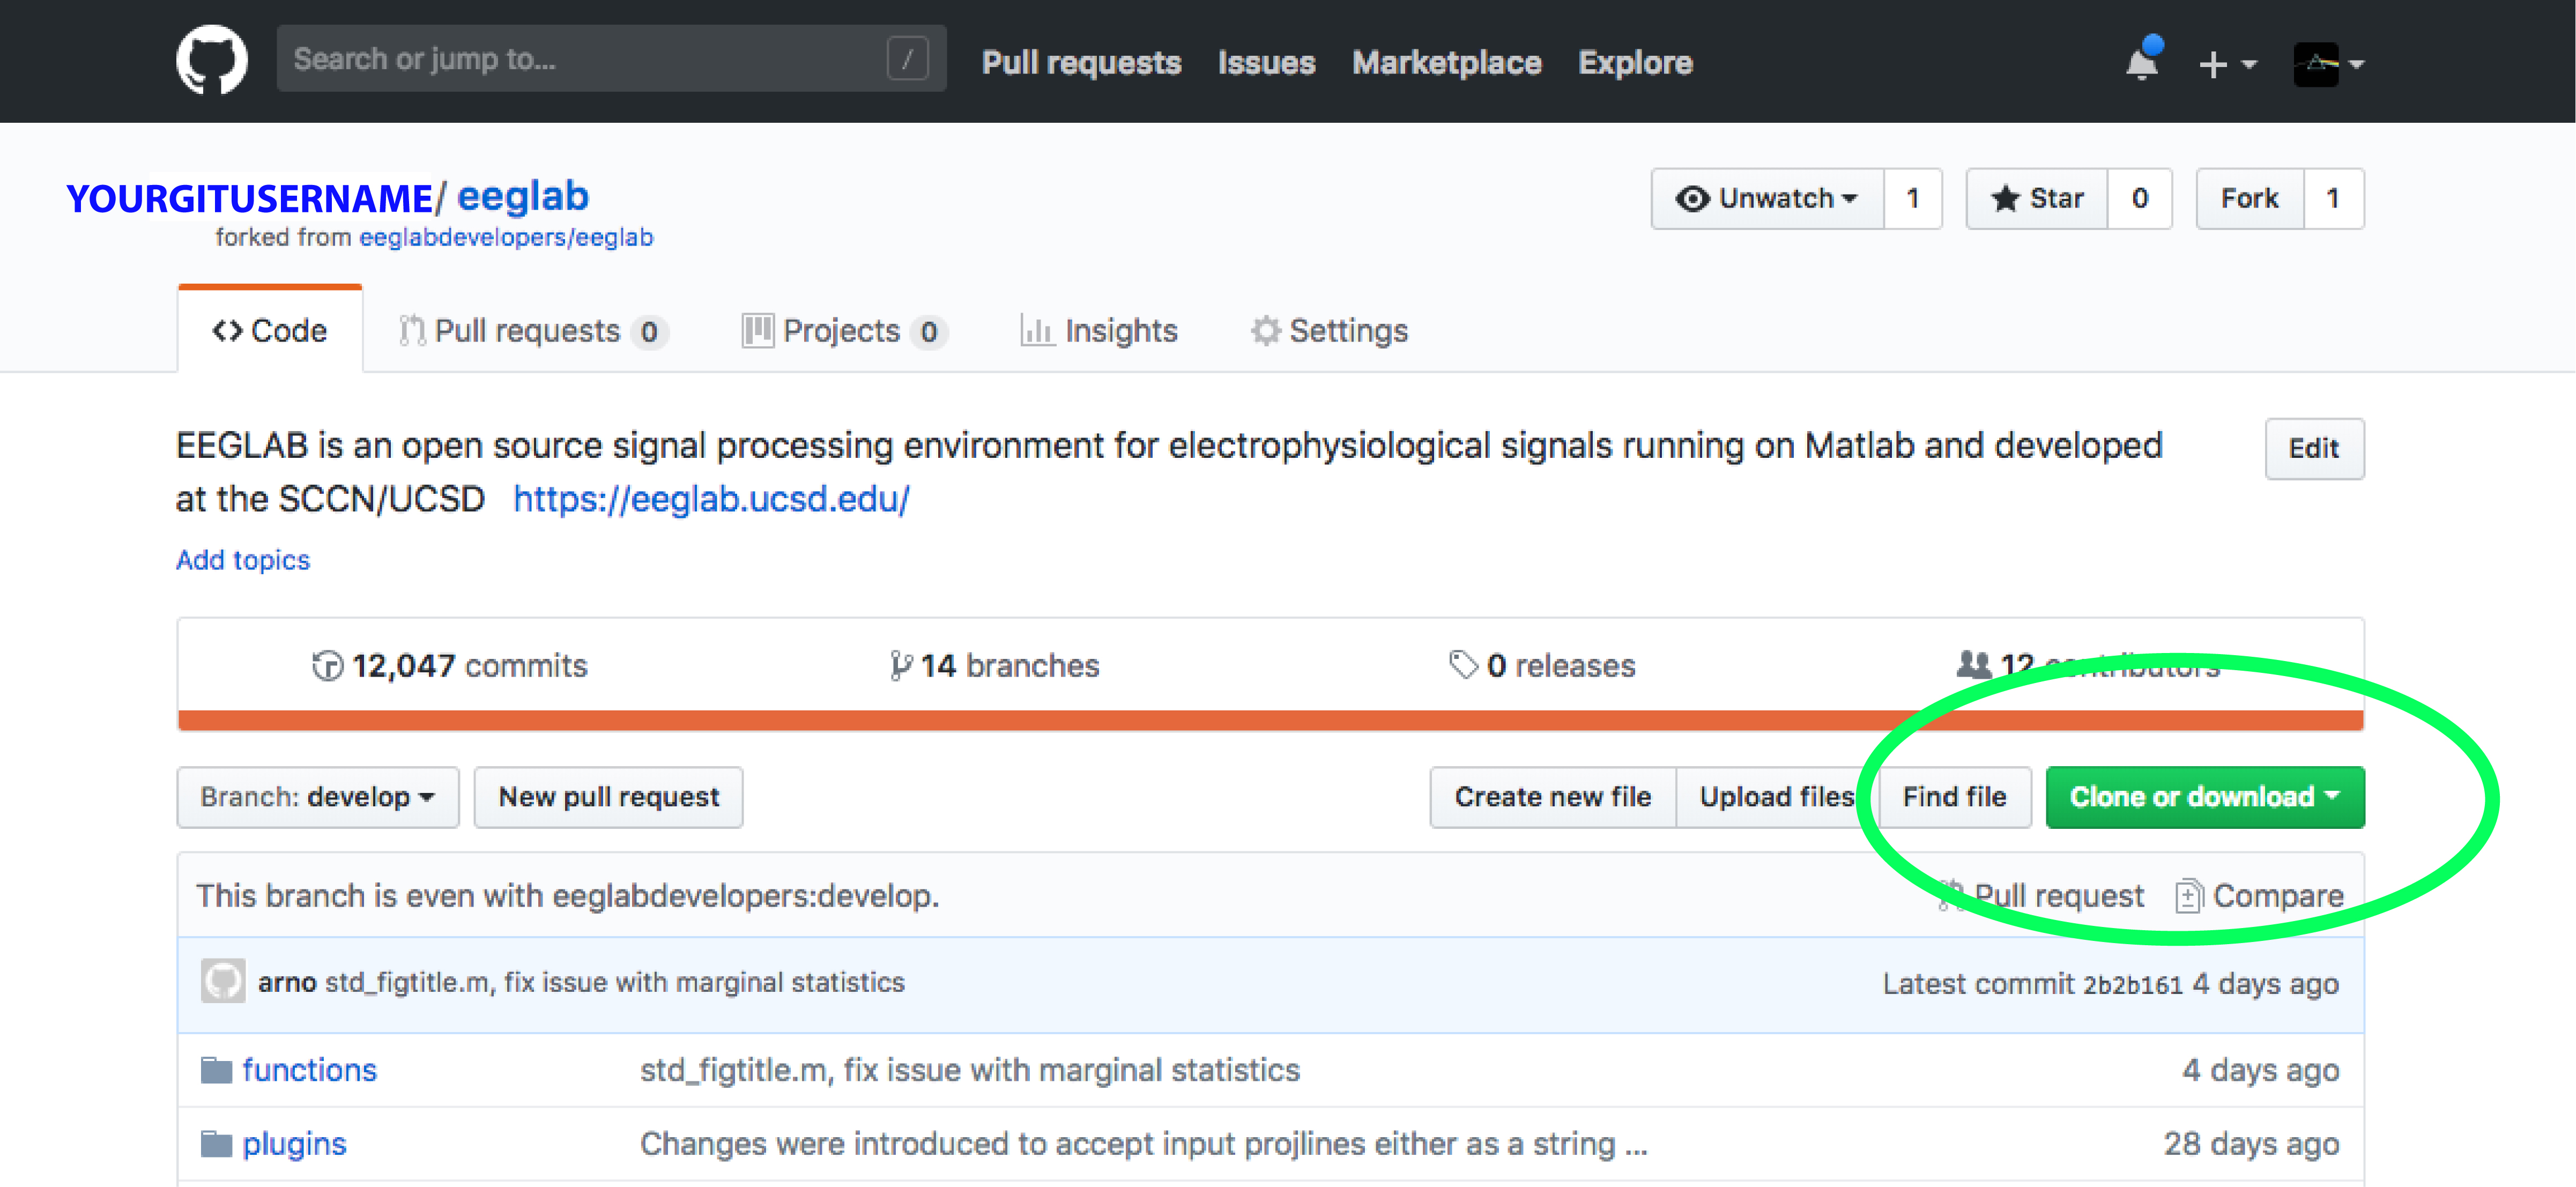 Search or jump to... / Pull requests Issues Marketplace Explore
YOURGITUSERNAME/ eeglab Unwatch 1 Star 0 Fork 1
forked from eeglabdevelopers/eeglab
Code Pull requests 0 Projects 0 Insights Settings
EEGLAB is an open source signal processing environment for electrophysiological signals running on Matlab and developed Edit
at the SCCN/UCSD https://eeglab.ucsd.edu/
Add topics
12,047 commits 14 branches 0 releases 12 contributors
Branch: develop New pull request Create new file Upload files Find file Clone or download
This branch is even with eeglabdevelopers:develop. Pull request Compare
arno std_figtitle.m, fix issue with marginal statistics Latest commit 2b2b161 4 days ago
functions std_figtitle.m, fix issue with marginal statistics 4 days ago
plugins Changes were introduced to accept input projlines either as a string ... 28 days ago